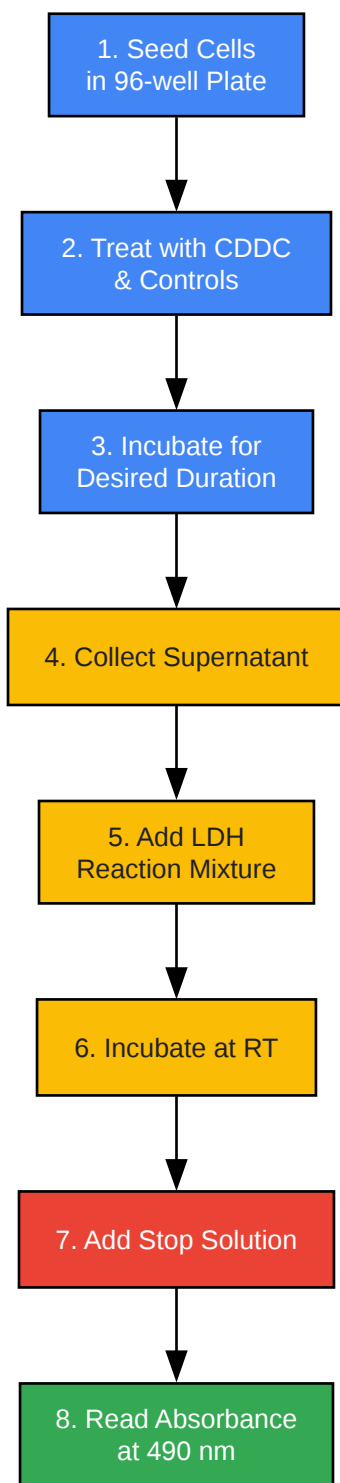 1. Seed Cells
in 96-well Plate
2. Treat with CDDC
& Controls
3. Incubate for
Desired Duration
4. Collect Supernatant
5. Add LDH
Reaction Mixture
6. Incubate at RT
7. Add Stop Solution
8. Read Absorbance
at 490 nm